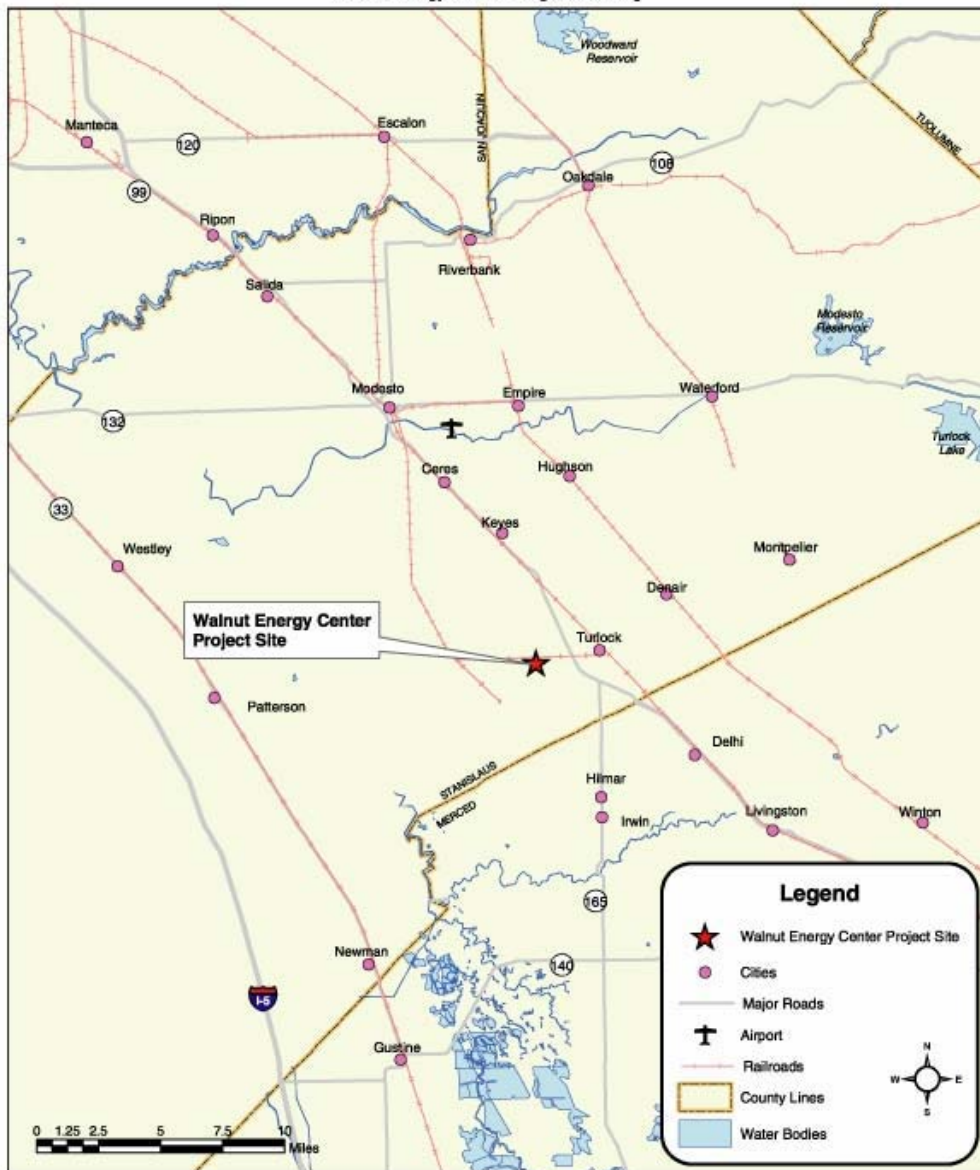 Woodward
Reservoir
SAN JOAQUIN
TUOLUMNE
Manteca
Escalon
120
108
Oakdale
99
Ripon
Riverbank
Salida
Modesto
Reservoir
Modesto
Empire
Waterford
132
Turlock
Lake
Ceres
Hughson
33
Keyes
Westley
Montpelier
Denair
Walnut Energy Center
Project Site
Turlock
Patterson
Delhi
STANISLAUS
MERCED
Hilmar
Irwin
Livingston
Winton
165
Newman
140
I-5
Gustine
0 1.25 2.5 5 10
Miles
Legend
Walnut Energy Center Project Site
Cities
Major Roads
Airport
Railroads
County Lines
Water Bodies
N
W E
S